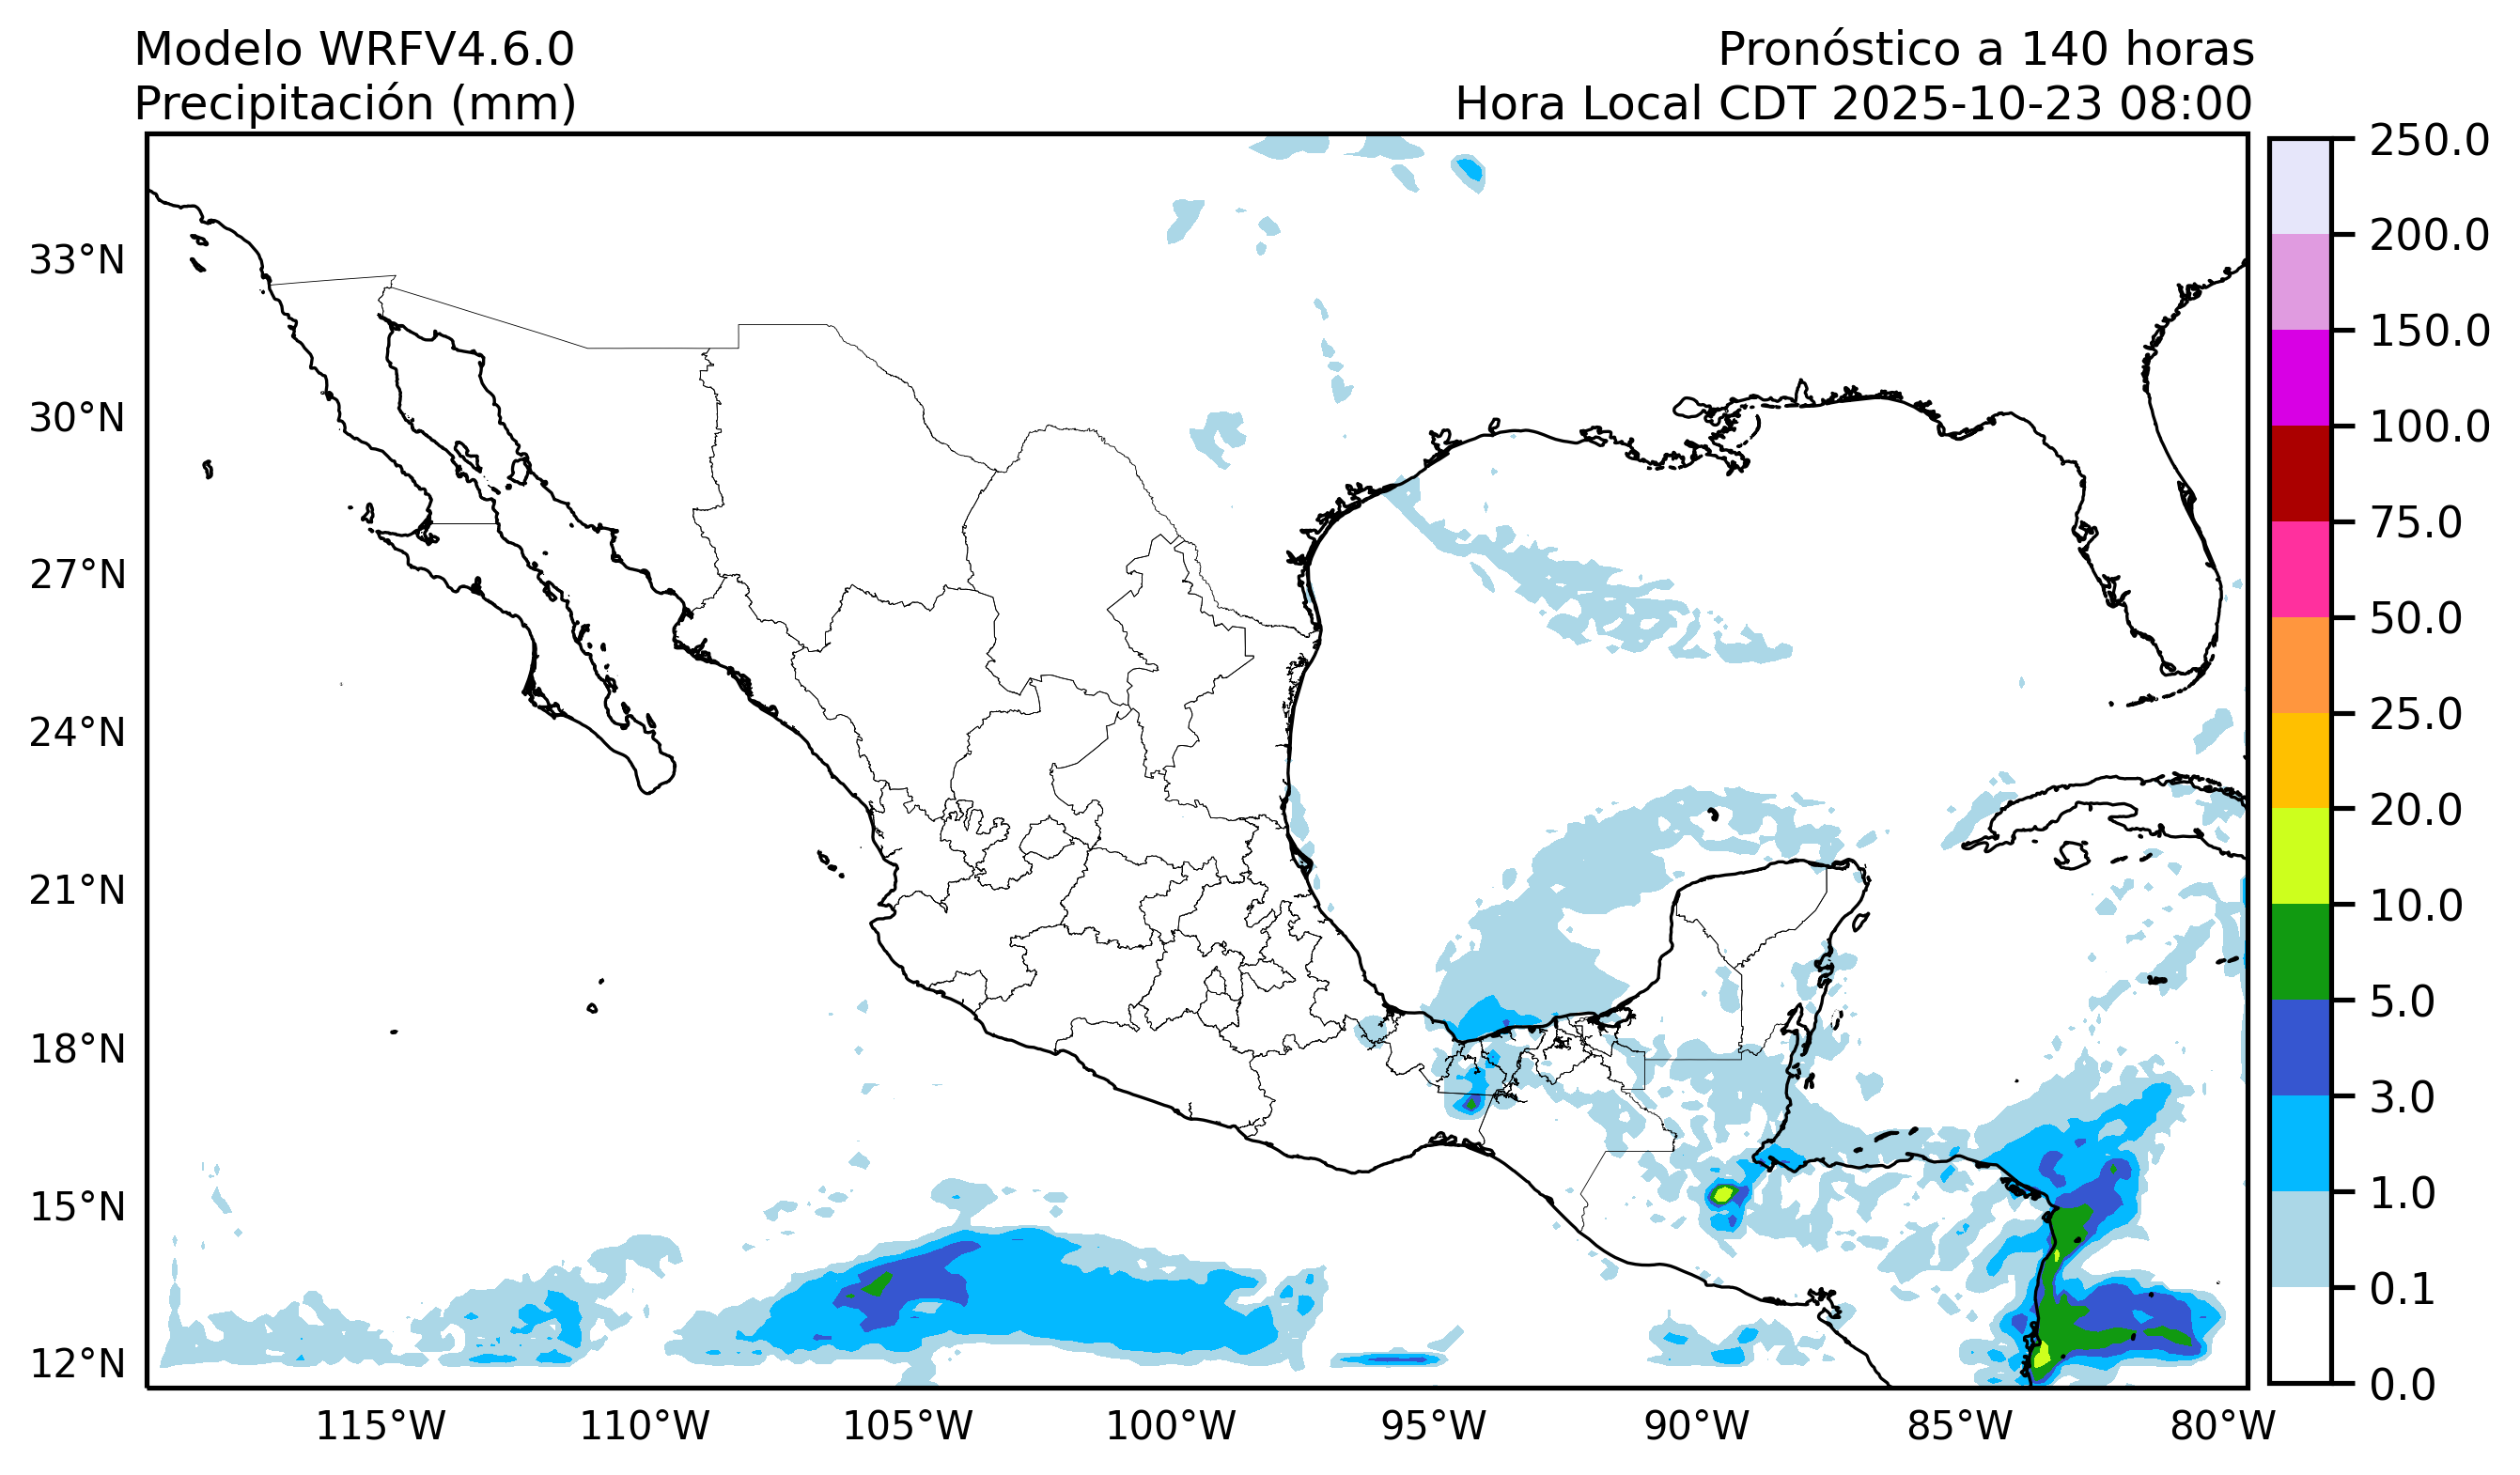 Modelo WRFV4.6.0
Precipitación (mm)
Pronóstico a 140 horas
Hora Local CDT 2025-10-23 08:00
33°N
30°N
27°N
24°N
21°N
18°N
15°N
12°N
115°W
110°W
105°W
100°W
95°W
90°W
85°W
80°W
250.0
200.0
150.0
100.0
75.0
50.0
25.0
20.0
10.0
5.0
3.0
1.0
0.1
0.0